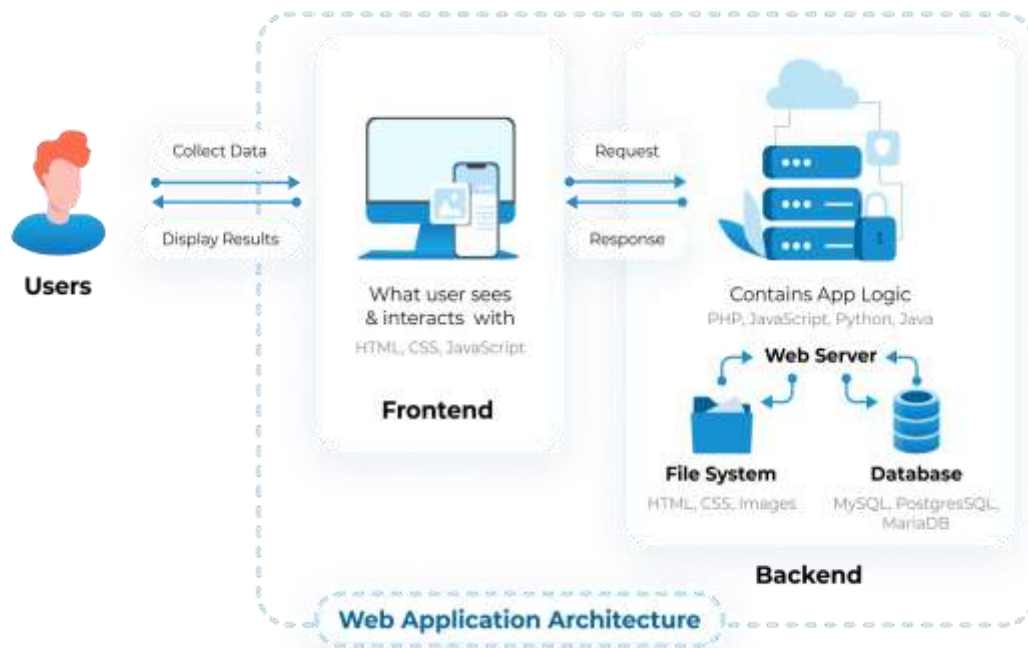 Collect Data
Display Results
Users
What user sees
& interacts with
HTML, CSS, JavaScript
Frontend
Request
Response
Contains App Logic
PHP, JavaScript, Python, Java
Web Server
File System
HTML, CSS, Images
Database
MySQL, PostgresSQL,
MariaDB
Backend
Web Application Architecture